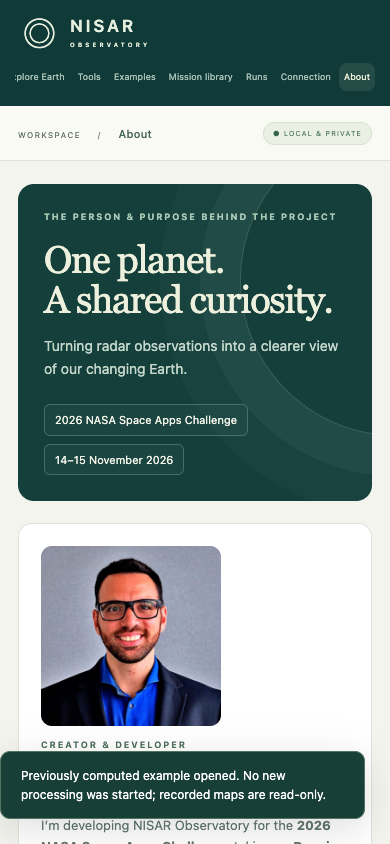 NISAR
OBSERVATORY
plore Earth Tools Examples Mission library Runs Connection About
WORKSPACE / About
LOCAL & PRIVATE
THE PERSON & PURPOSE BEHIND THE PROJECT
One planet.
A shared curiosity.
Turning radar observations into a clearer view
of our changing Earth.
2026 NASA Space Apps Challenge
14–15 November 2026
CREATOR & DEVELOPER
Previously computed example opened. No new
processing was started; recorded maps are read-only.
I’m developing NISAR Observatory for the 2026